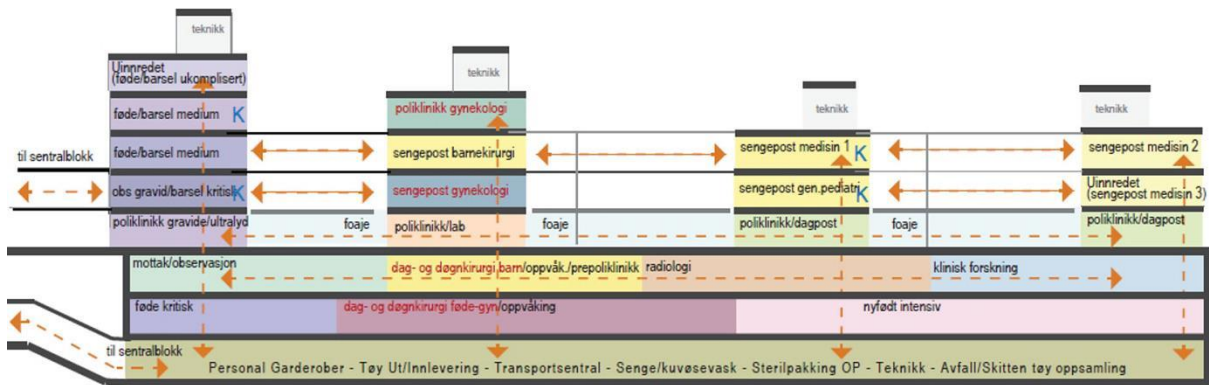 teknikk
Uinnredet
(føde/barsel ukomplisert)
teknikk
teknikk
teknikk
føde/barsel medium K
poliklinikk gynekologi
til sentralblokk
føde/barsel medium
sengepost barnekirurgi
sengepost medisin 1 K
sengepost medisin 2
obs gravid/barsel kritisk K
sengepost gynekologi
sengepost gen.pediatri K
Uinnredet
(sengepost medisin 3)
poliklinikk gravide/ultralyd
foaje
poliklinikk/lab
foaje
poliklinikk/dagpost
foaje
poliklinikk/dagpost
mottak/observasjon
dag- og døgnkirurgi barn/oppvåk./prepoliklinikk
radiologi
klinisk forskning
føde kritisk
dag- og døgnkirurgi føde-gyn/oppvåking
nyfødt intensiv
til sentralblokk
Personal Garderober - Tøy Ut/Innlevering - Transportsentral - Senge/kuvøsevask - Sterilpakking OP - Teknikk - Avfall/Skitten tøy oppsamling